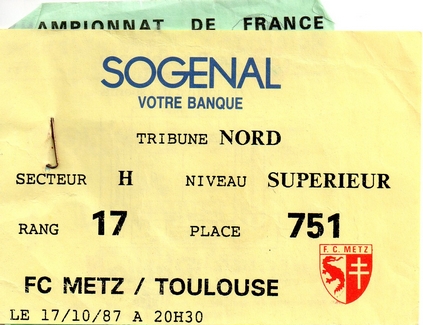 AMPIONNAT DE FRANCE
SOGENAL
VOTRE BANQUE
TRIBUNE NORD
SECTEUR H NIVEAU SUPERIEUR
RANG 17 PLACE 751
F.C. METZ
FC METZ / TOULOUSE
LE 17/10/87 A 20H30